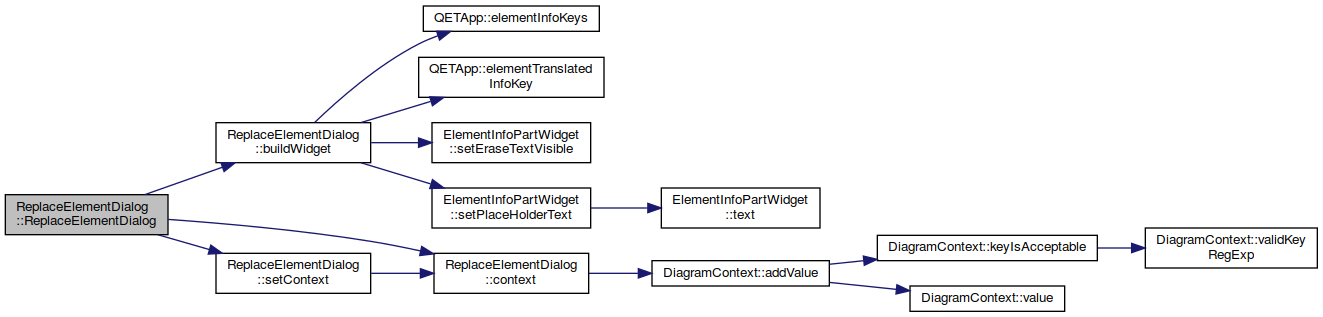 QETApp::elementInfoKeys
QETApp::elementTranslated
InfoKey
ReplaceElementDialog
::buildWidget
ElementInfoPartWidget
::setEraseTextVisible
ElementInfoPartWidget
::setPlaceHolderText
ElementInfoPartWidget
::text
ReplaceElementDialog
::ReplaceElementDialog
ReplaceElementDialog
::setContext
ReplaceElementDialog
::context
DiagramContext::addValue
DiagramContext::keyIsAcceptable
DiagramContext::validKey
RegExp
DiagramContext::value